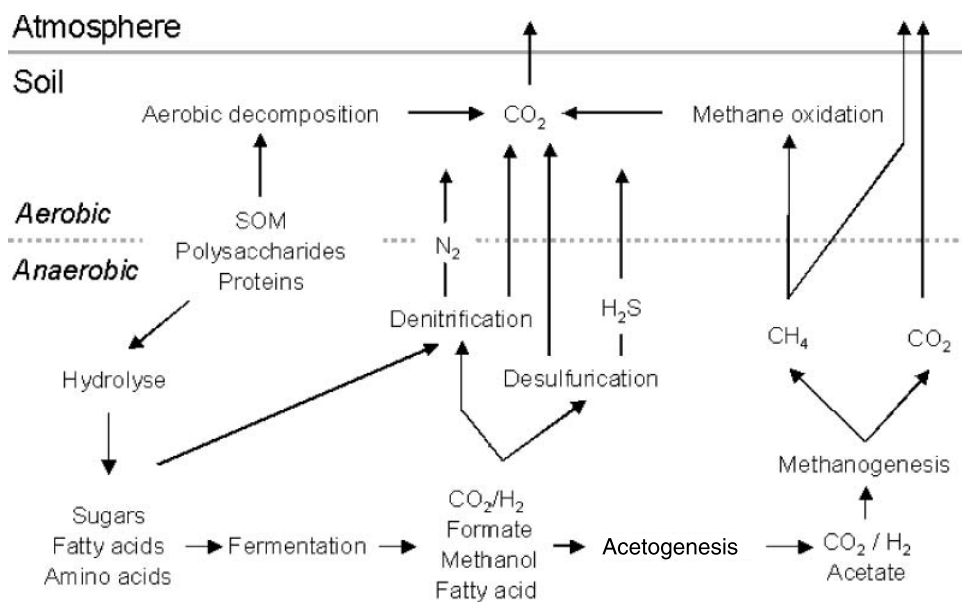 Atmosphere
Soil
Aerobic decomposition
CO₂
Methane oxidation
Aerobic
Anaerobic
SOM
Polysaccharides
Proteins
N₂
Denitrification
H₂S
CH₄
CO₂
Hydrolyse
Desulfurication
Methanogenesis
Sugars
Fatty acids
Amino acids
Fermentation
CO₂/H₂
Formate
Methanol
Fatty acid
Acetogenesis
CO₂ / H₂
Acetate